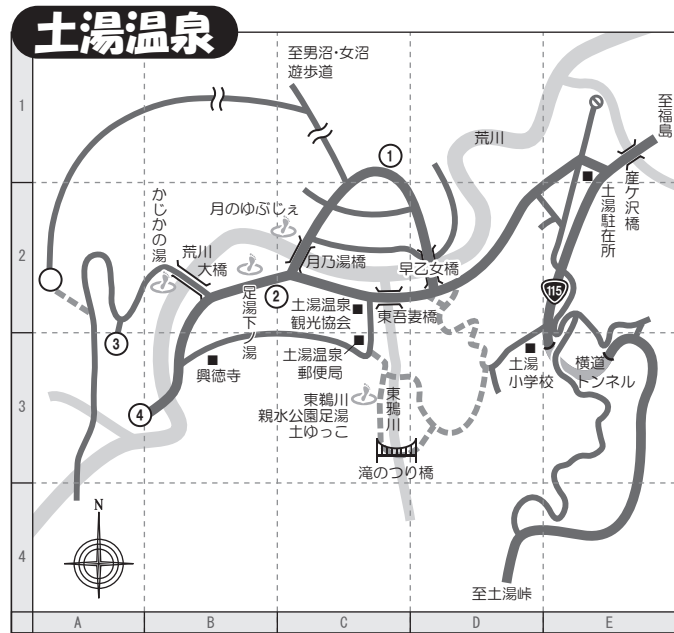 土湯温泉
至男沼・女沼
遊歩道
1
①
荒川
至福島
産ケ沢橋
土湯駐在所
かじかの湯
月のゆぶじぇ
荒川
大橋
2
月乃湯橋
早乙女橋
115
②
足湯下ノ湯
土湯温泉
観光協会
東吾妻橋
③
土湯温泉
郵便局
土湯
小学校
横道
トンネル
興徳寺
3
④
東鵜川
親水公園足湯
土ゆっこ
東鴉川
滝のつり橋
N
4
至土湯峠
A
B
C
D
E